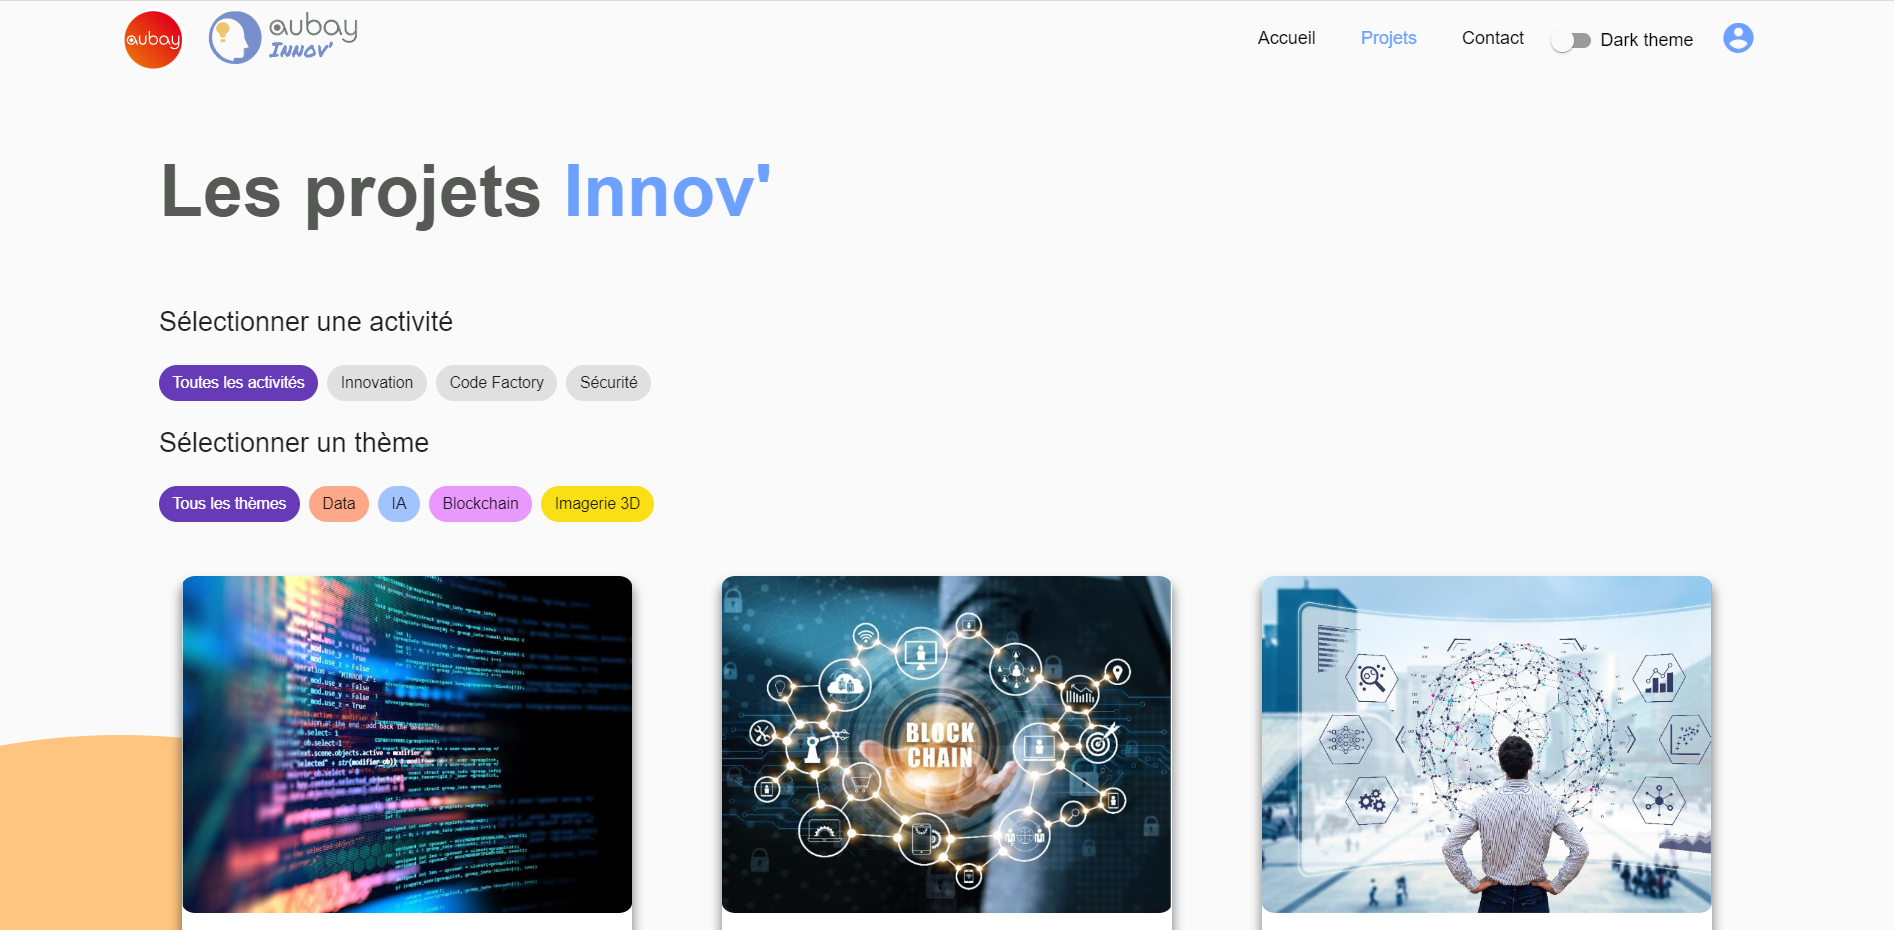 aubay
aubay
INNOV'
Accueil
Projets
Contact
Dark theme
Les projets Innov'
Sélectionner une activité
Toutes les activités
Innovation
Code Factory
Sécurité
Sélectionner un thème
Tous les thèmes
Data
IA
Blockchain
Imagerie 3D
BLOCK
CHAIN